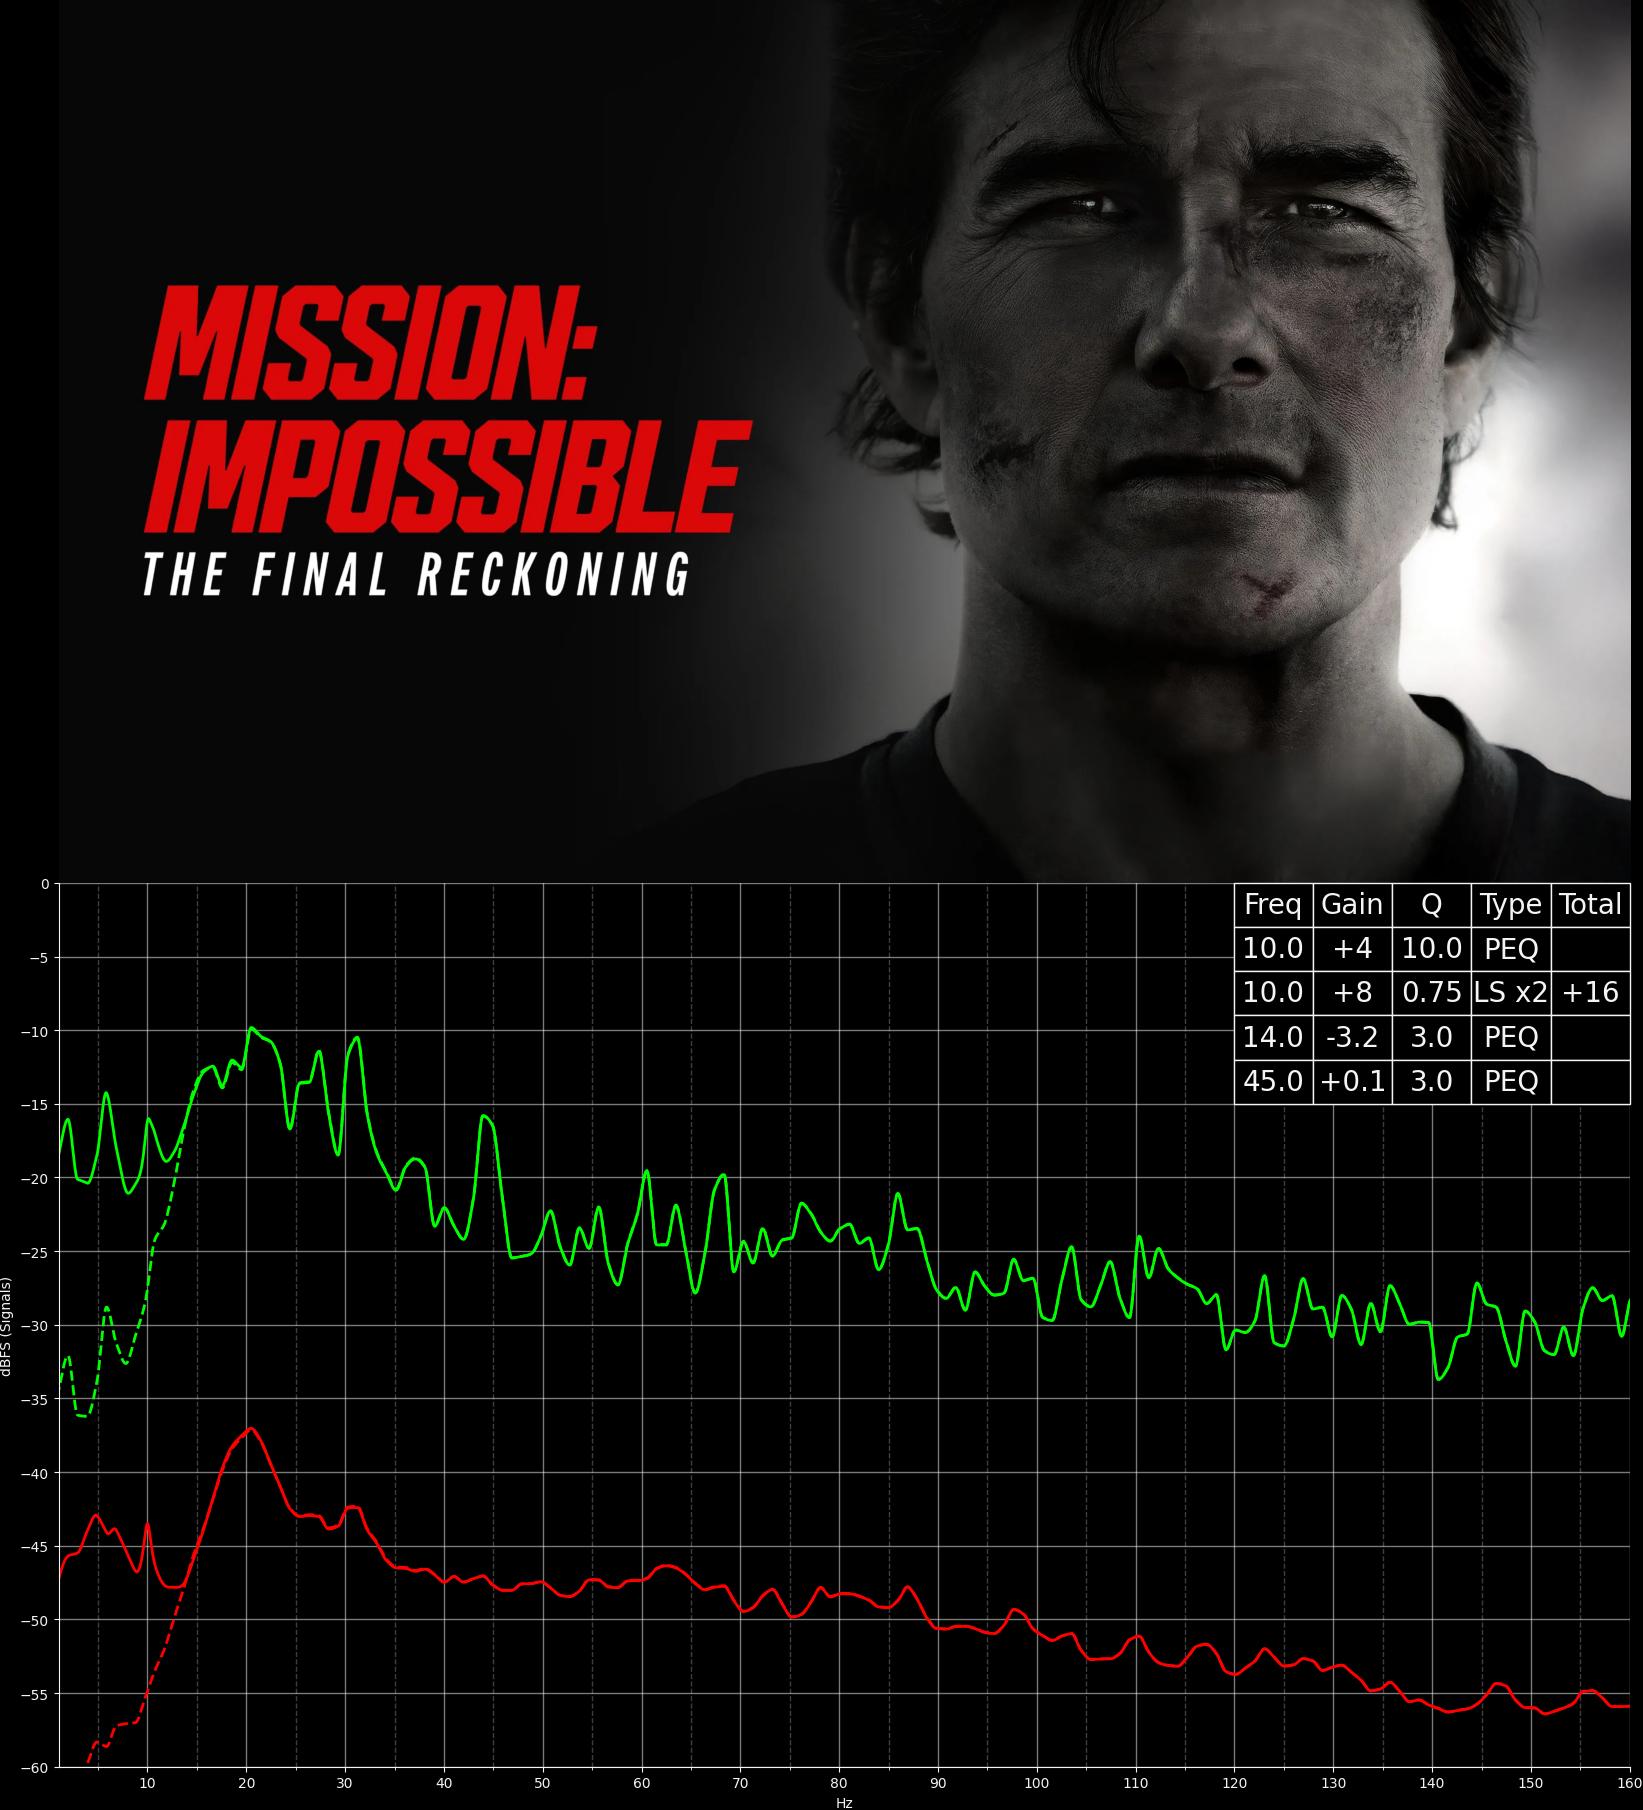 MISSION:
IMPOSSIBLE
THE FINAL RECKONING
Freq Gain Q Type Total
10.0 +4 10.0 PEQ
10.0 +8 0.75 LS x2 +16
14.0 -3.2 3.0 PEQ
45.0 +0.1 3.0 PEQ
0
−5
−10
−15
−20
−25
−30
−35
−40
−45
−50
−55
−60
dBFS (Signals)
10 20 30 40 50 60 70 80 90 100 110 120 130 140 150 160
Hz